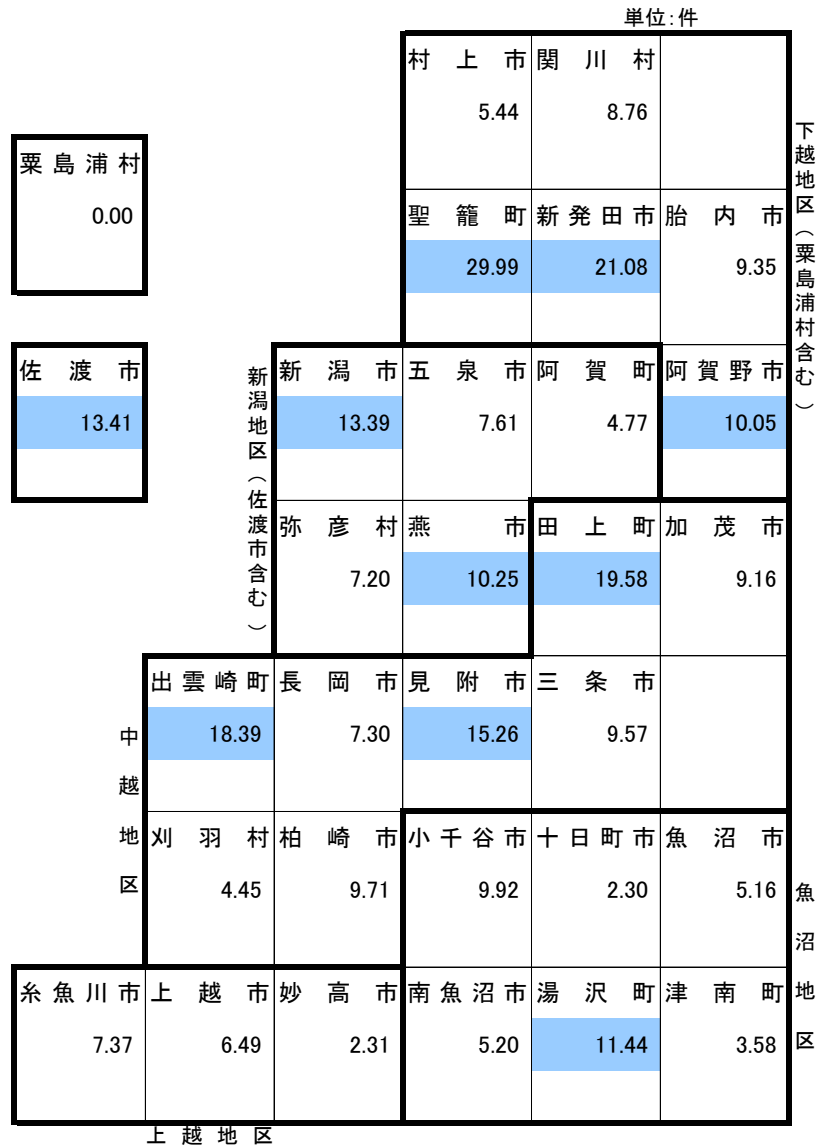 単位:件
村上市 関川村
5.44 8.76
粟島浦村
0.00
聖籠町 新発田市 胎内市
29.99 21.08 9.35
下越地区(粟島浦村含む)
佐渡市
13.41
新潟地区(佐渡市含む)
新潟市 五泉市 阿賀町 阿賀野市
13.39 7.61 4.77 10.05
弥彦村 燕市 田上町 加茂市
7.20 10.25 19.58 9.16
出雲崎町 長岡市 見附市 三条市
18.39 7.30 15.26 9.57
中越地区
刈羽村 柏崎市 小千谷市 十日町市 魚沼市
4.45 9.71 9.92 2.30 5.16
魚沼地区
糸魚川市 上越市 妙高市 南魚沼市 湯沢町 津南町
7.37 6.49 2.31 5.20 11.44 3.58
上越地区